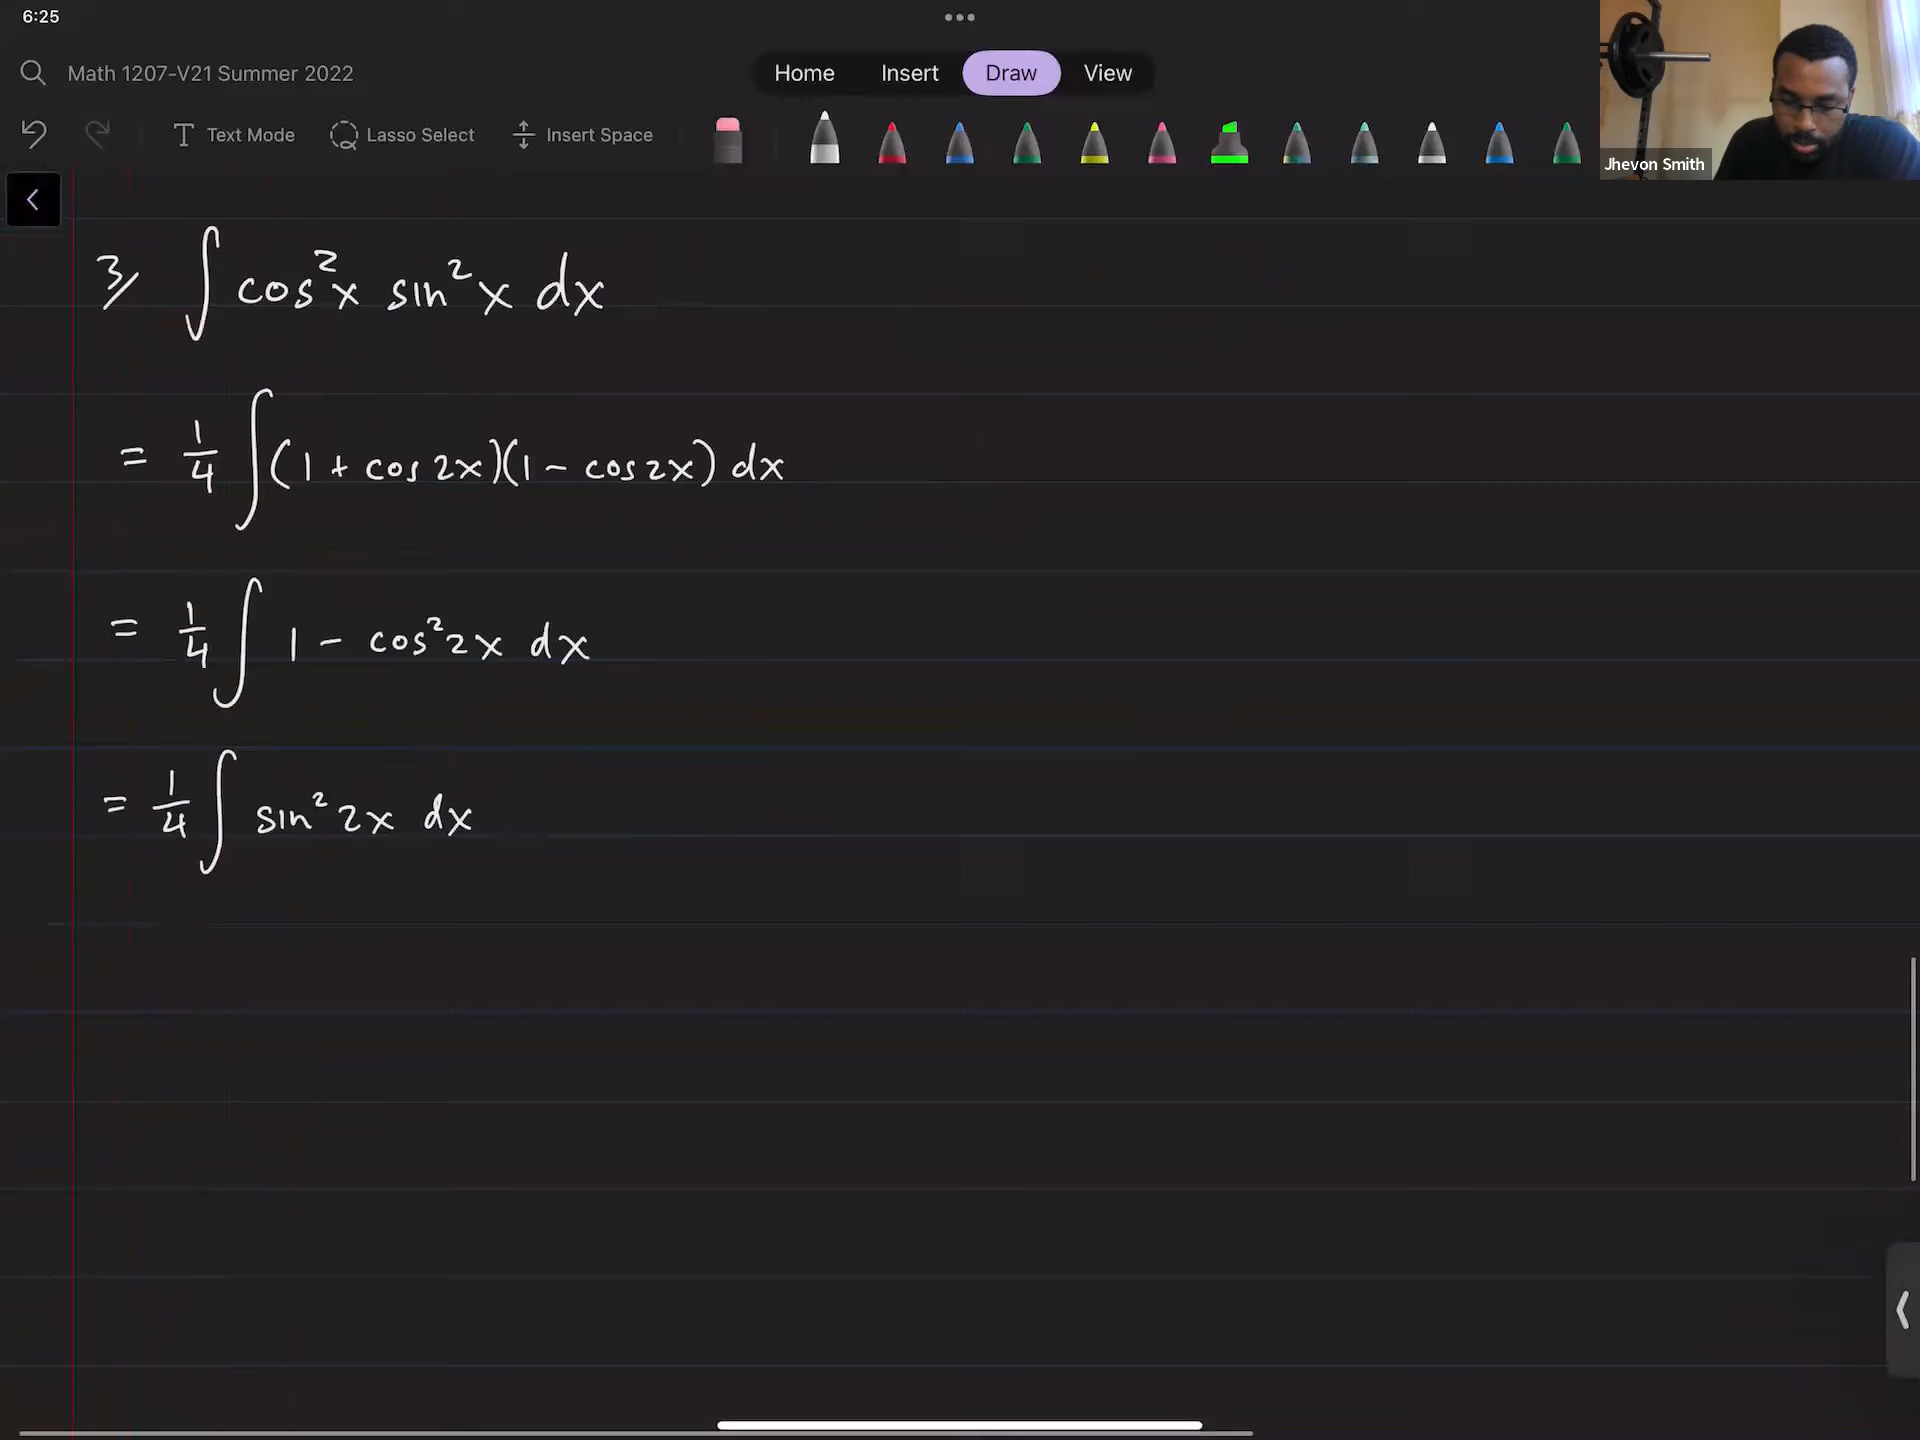 6:25
Math 1207-V21 Summer 2022
Home Insert Draw View
Text Mode Lasso Select Insert Space
Jhevon Smith
3/ ∫ cos²x sin²x dx
= 1/4 ∫(1 + cos 2x)(1 - cos 2x) dx
= 1/4 ∫ 1 - cos²2x dx
= 1/4 ∫ sin² 2x dx